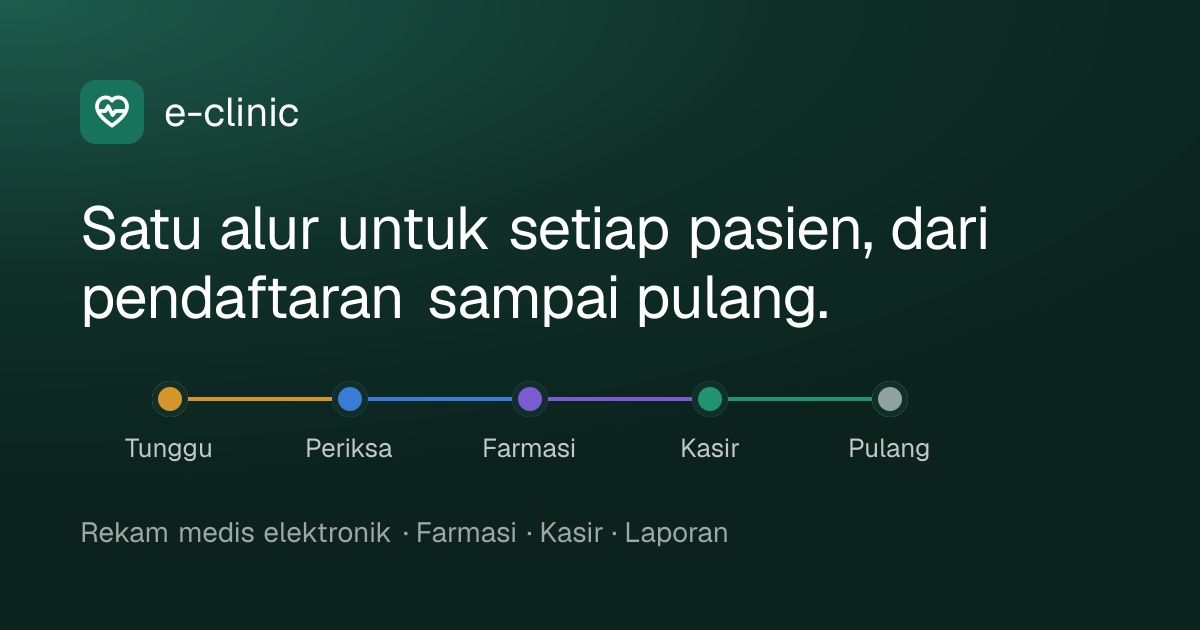 e-clinic
Satu alur untuk setiap pasien, dari
pendaftaran sampai pulang.
Tunggu Periksa Farmasi Kasir Pulang
Rekam medis elektronik · Farmasi · Kasir · Laporan